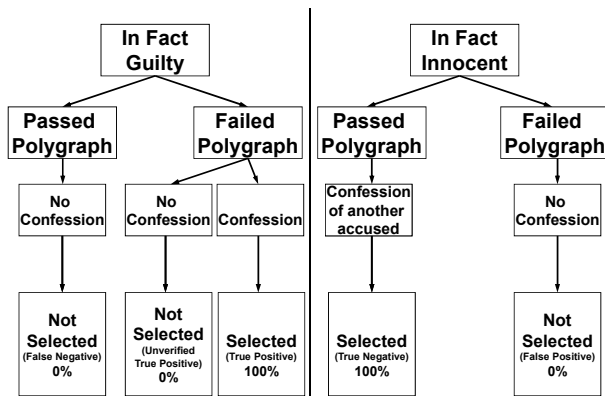 In Fact
Guilty
In Fact
Innocent
Passed
Polygraph
Failed
Polygraph
Passed
Polygraph
Failed
Polygraph
No
Confession
No
Confession
Confession
Confession
of another
accused
No
Confession
Not
Selected
(False Negative)
0%
Not
Selected
(Unverified
True Positive)
0%
Selected
(True Positive)
100%
Selected
(True Negative)
100%
Not
Selected
(False Positive)
0%